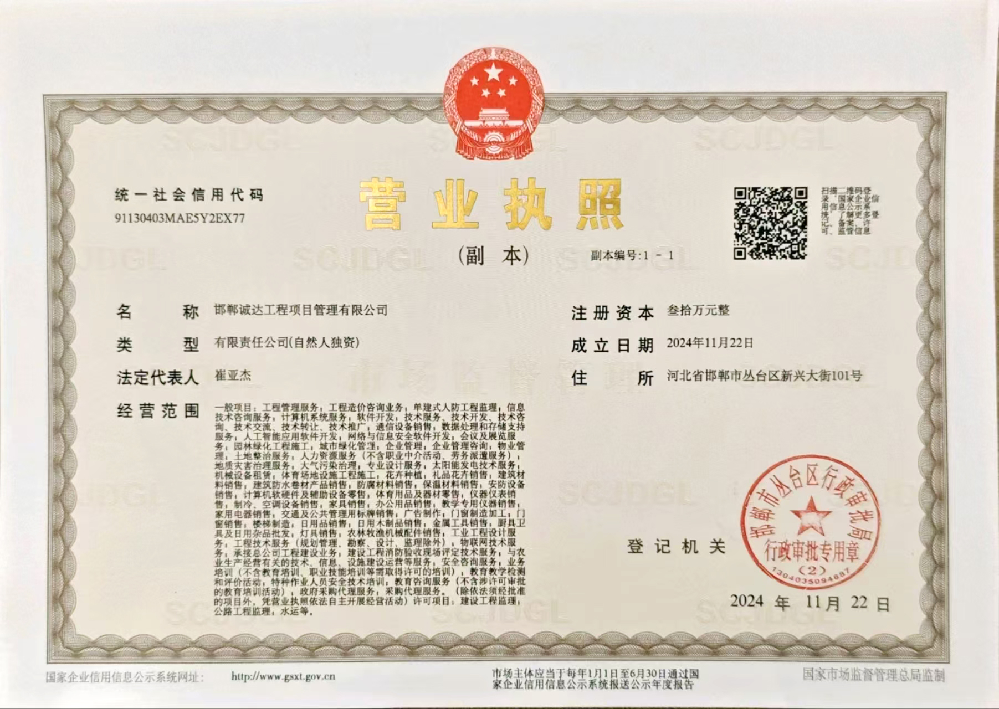 统一社会信用代码
91130403MAE5Y2EX77
营业执照
(副 本)
副本编号:1 - 1
扫描二维码登
录‘国家企业信
用信息公示系
统’了解更多登
记、备案、许
可、监管信息
名 称 邯郸诚达工程项目管理有限公司
类 型 有限责任公司(自然人独资)
法定代表人 崔亚杰
经营范围 一般项目：工程管理服务；工程造价咨询业务；单建式人防工程监理；信息
技术咨询服务；计算机系统服务；软件开发；技术服务、技术开发、技术咨
询、技术交流、技术转让、技术推广；通信设备销售；数据处理和存储支持
服务；人工智能应用软件开发；网络与信息安全软件开发；会议及展览服
务；园林绿化工程施工；城市绿化管理；企业管理；企业管理咨询；物业管
理；土地整治服务；人力资源服务（不含职业中介活动、劳务派遣服务）；
地质灾害治理服务；大气污染治理；专业设计服务；太阳能发电技术服务；
机械设备租赁；体育场地设施工程施工；花卉种植；礼品花卉销售；建筑材
料销售；建筑防水卷材产品销售；防腐材料销售；保温材料销售；安防设备
销售；计算机软硬件及辅助设备零售；体育用品及器材零售；仪器仪表销
售；制冷、空调设备销售；家具销售；办公用品销售；教学专用仪器销售；
家用电器销售；交通及公共管理用标牌销售；广告制作；门窗制造加工；门
窗销售；楼梯制造；日用品销售；日用木制品销售；金属工具销售；厨具卫
具及日用杂品批发；灯具销售；农林牧渔机械配件销售；工业工程设计服
务；工程技术服务（规划管理、勘察、设计、监理除外）；物联网技术服
务；承接总公司工程建设业务；建设工程消防验收现场评定技术服务；与农
业生产经营有关的技术、信息、设施建设运营等服务；安全咨询服务；业务
培训（不含教育培训、职业技能培训等需取得许可的培训）；教育教学检测
和评价活动；特种作业人员安全技术培训；教育咨询服务（不含涉许可审批
的教育培训活动）；政府采购代理服务；采购代理服务。（除依法须经批准
的项目外，凭营业执照依法自主开展经营活动）许可项目：建设工程监理；
公路工程监理；水运等。
注册资本 叁拾万元整
成立日期 2024年11月22日
住 所 河北省邯郸市丛台区新兴大街101号
登记机关
邯郸市丛台区行政审批局
行政审批专用章
(2)
1304035094687
2024 年 11月 22 日
国家企业信用信息公示系统网址： http://www.gsxt.gov.cn
市场主体应当于每年1月1日至6月30日通过国
家企业信用信息公示系统报送公示年度报告
国家市场监督管理总局监制
SCJDGL
市场监督管理